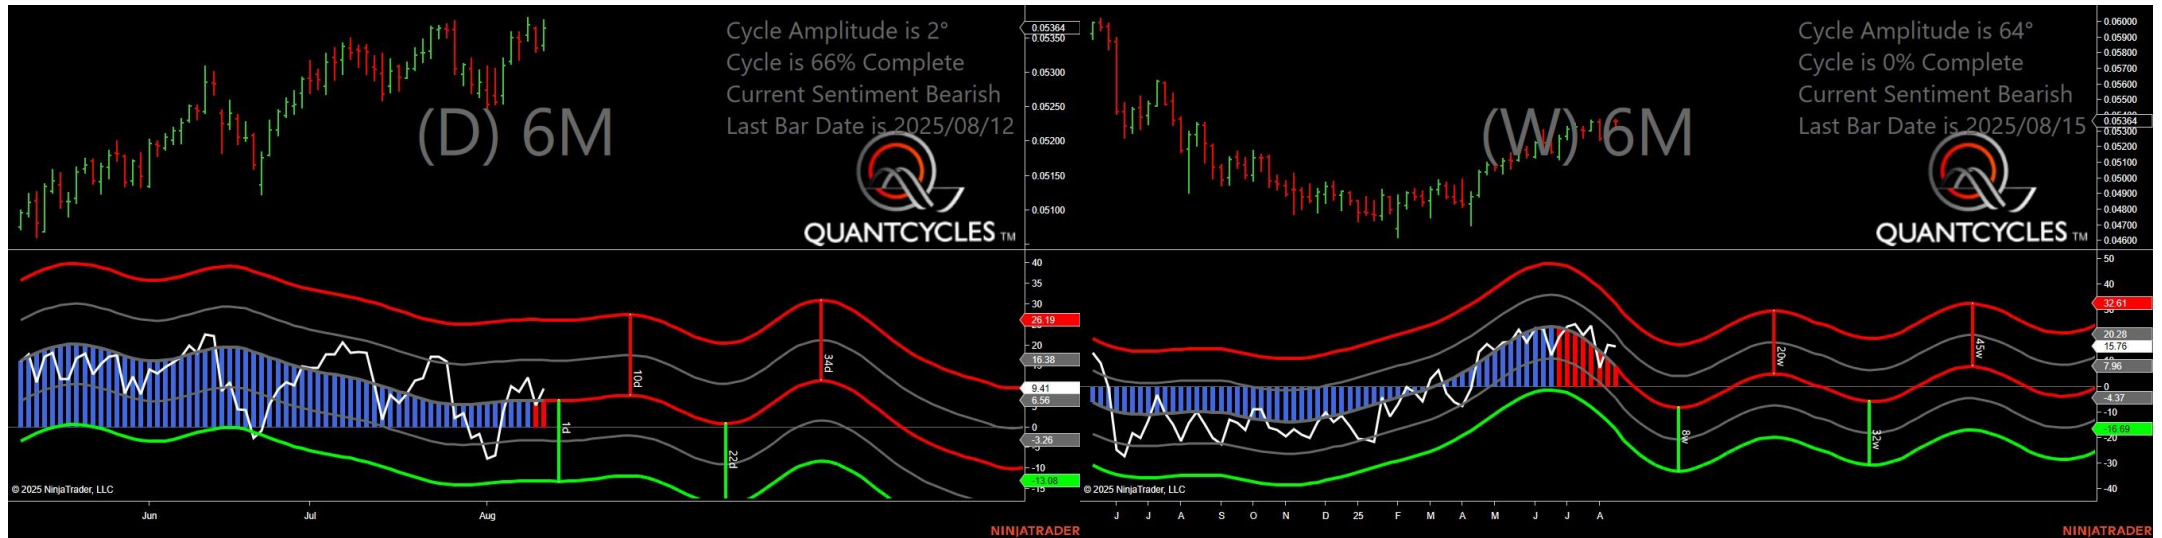 Cycle Amplitude is 2°
Cycle is 66% Complete
Current Sentiment Bearish
Last Bar Date is 2025/08/12
(D) 6M
QUANTCYCLES TM
0.05364
0.05350
0.05300
0.05250
0.05200
0.05150
0.05100
40
35
30
26.19
20
16.38
9.41
6.56
0
-3.26
-10
-13.08
-15
10d
34d
1d
22d
© 2025 NinjaTrader, LLC
Jun
Jul
Aug
NINJATRADER
Cycle Amplitude is 64°
Cycle is 0% Complete
Current Sentiment Bearish
Last Bar Date is 2025/08/15
(W) 6M
QUANTCYCLES TM
0.06000
0.05900
0.05800
0.05700
0.05600
0.05500
0.05364
0.05300
0.05200
0.05100
0.05000
0.04900
0.04800
0.04700
0.04600
50
40
32.61
20.28
15.76
7.96
0
-4.37
-10
-16.69
-20
-30
-40
20w
45w
8w
32w
© 2025 NinjaTrader, LLC
J
J
A
S
O
N
D
25
F
M
A
M
J
J
A
NINJATRADER